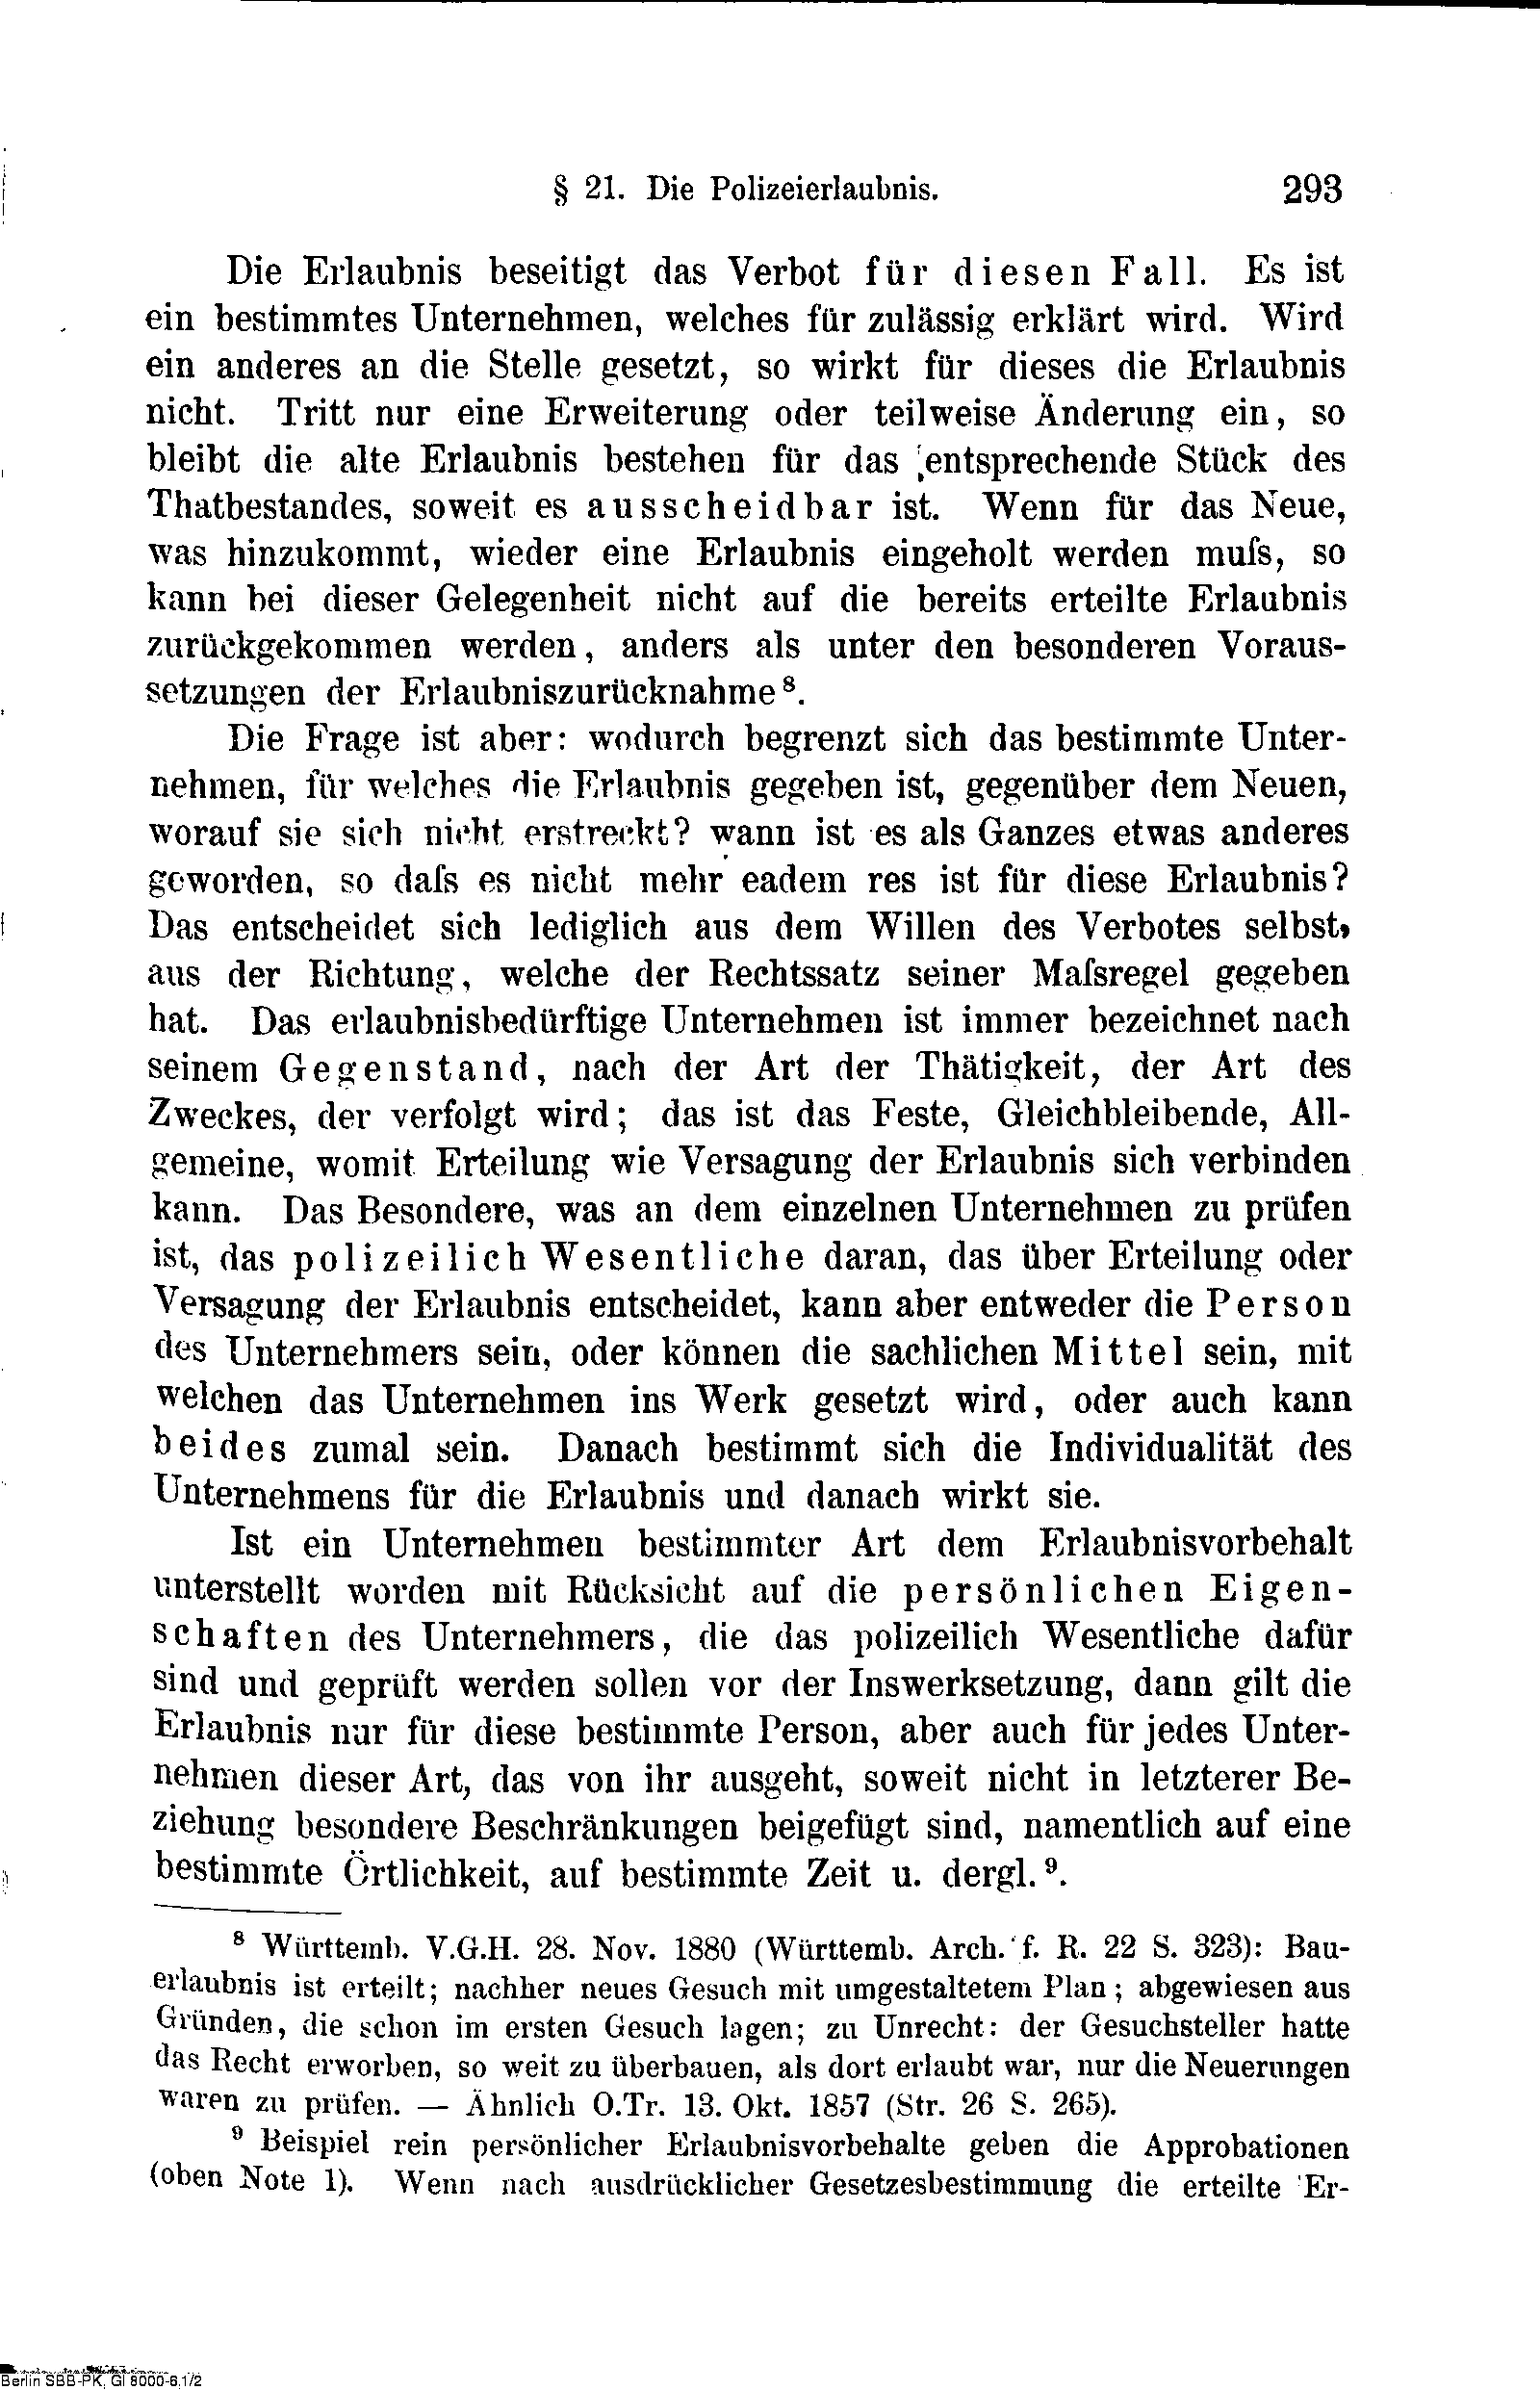 § 21. Die Polizeierlaubnis. 293
Die Erlaubnis beseitigt das Verbot für diesen Fall. Es ist
ein bestimmtes Unternehmen, welches für zulässig erklärt wird. Wird
ein anderes an die Stelle gesetzt, so wirkt für dieses die Erlaubnis
nicht. Tritt nur eine Erweiterung oder teilweise Änderung ein, so
bleibt die alte Erlaubnis bestehen für das entsprechende Stück des
Thatbestandes, soweit es ausscheidbar ist. Wenn für das Neue,
was hinzukommt, wieder eine Erlaubnis eingeholt werden muſs, so
kann bei dieser Gelegenheit nicht auf die bereits erteilte Erlaubnis
zurückgekommen werden, anders als unter den besonderen Voraus-
setzungen der Erlaubniszurücknahme⁸.
Die Frage ist aber: wodurch begrenzt sich das bestimmte Unter-
nehmen, für welches die Erlaubnis gegeben ist, gegenüber dem Neuen,
worauf sie sich nicht erstreckt? wann ist es als Ganzes etwas anderes
geworden, so daſs es nicht mehr eadem res ist für diese Erlaubnis?
Das entscheidet sich lediglich aus dem Willen des Verbotes selbst,
aus der Richtung, welche der Rechtssatz seiner Maſsregel gegeben
hat. Das erlaubnisbedürftige Unternehmen ist immer bezeichnet nach
seinem Gegenstand, nach der Art der Thätigkeit, der Art des
Zweckes, der verfolgt wird; das ist das Feste, Gleichbleibende, All-
gemeine, womit Erteilung wie Versagung der Erlaubnis sich verbinden
kann. Das Besondere, was an dem einzelnen Unternehmen zu prüfen
ist, das polizeilich Wesentliche daran, das über Erteilung oder
Versagung der Erlaubnis entscheidet, kann aber entweder die Person
des Unternehmers sein, oder können die sachlichen Mittel sein, mit
welchen das Unternehmen ins Werk gesetzt wird, oder auch kann
beides zumal sein. Danach bestimmt sich die Individualität des
Unternehmens für die Erlaubnis und danach wirkt sie.
Ist ein Unternehmen bestimmter Art dem Erlaubnisvorbehalt
unterstellt worden mit Rücksicht auf die persönlichen Eigen-
schaften des Unternehmers, die das polizeilich Wesentliche dafür
sind und geprüft werden sollen vor der Inswerksetzung, dann gilt die
Erlaubnis nur für diese bestimmte Person, aber auch für jedes Unter-
nehmen dieser Art, das von ihr ausgeht, soweit nicht in letzterer Be-
ziehung besondere Beschränkungen beigefügt sind, namentlich auf eine
bestimmte Örtlichkeit, auf bestimmte Zeit u. dergl.⁹.
⁸ Württemb. V.G.H. 28. Nov. 1880 (Württemb. Arch. f. R. 22 S. 323): Bau-
erlaubnis ist erteilt; nachher neues Gesuch mit umgestaltetem Plan; abgewiesen aus
Gründen, die schon im ersten Gesuch lagen; zu Unrecht: der Gesuchsteller hatte
das Recht erworben, so weit zu überbauen, als dort erlaubt war, nur die Neuerungen
waren zu prüfen. — Ähnlich O.Tr. 13. Okt. 1857 (Str. 26 S. 265).
⁹ Beispiel rein persönlicher Erlaubnisvorbehalte geben die Approbationen
(oben Note 1). Wenn nach ausdrücklicher Gesetzesbestimmung die erteilte Er-
Berlin SBB-PK, Gl 8000-6,1/2